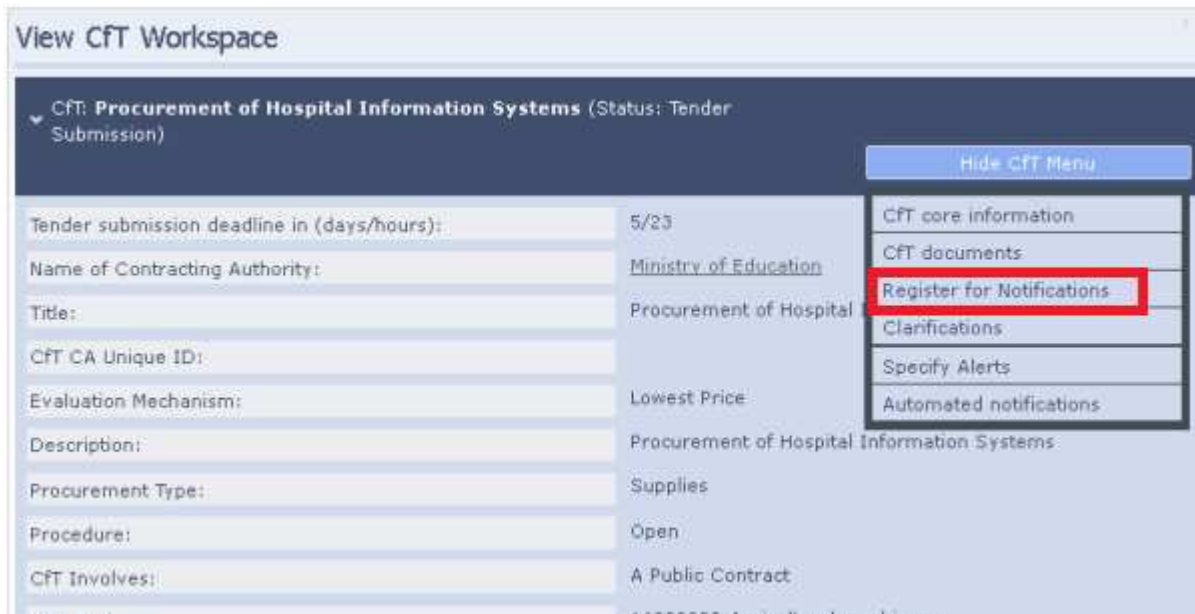 View CfT Workspace
CfT: Procurement of Hospital Information Systems (Status: Tender
Submission)
Hide CfT Menu
CfT core information
CfT documents
Register for Notifications
Clarifications
Specify Alerts
Automated notifications
Tender submission deadline in (days/hours): 5/23
Name of Contracting Authority: Ministry of Education
Title: Procurement of Hospital
CfT CA Unique ID:
Evaluation Mechanism: Lowest Price
Description: Procurement of Hospital Information Systems
Procurement Type: Supplies
Procedure: Open
CfT Involves: A Public Contract